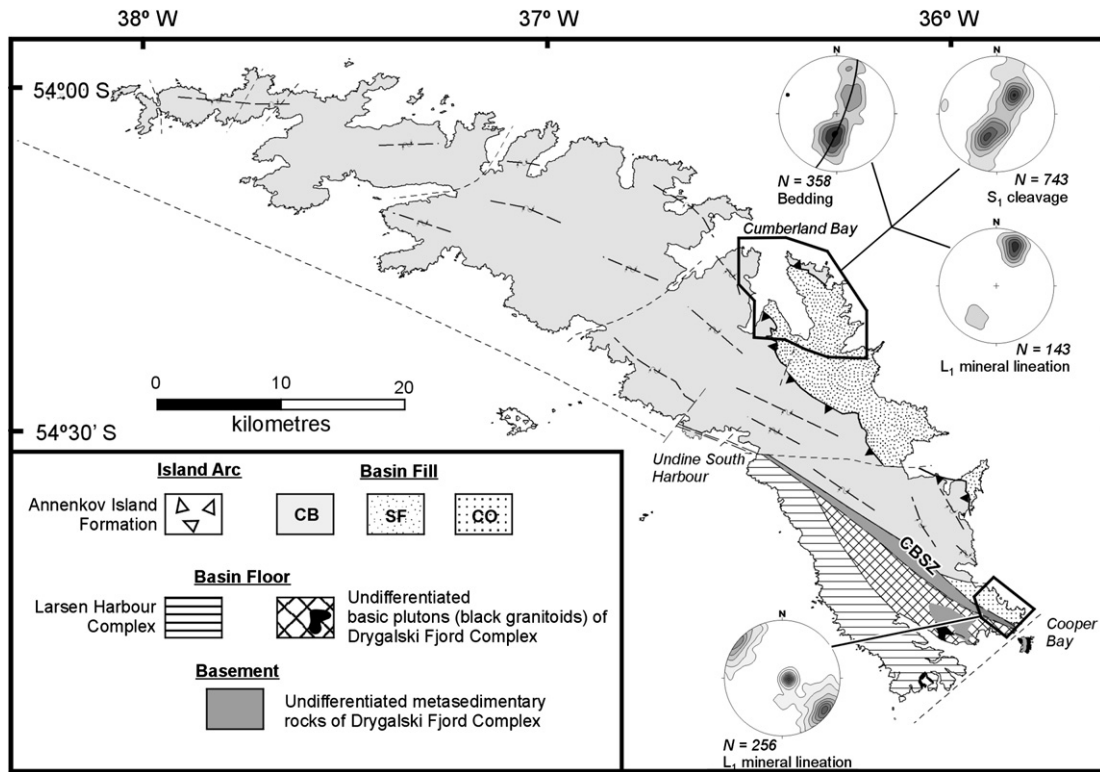 38º W
37º W
36º W
54º00 S
54º30' S
N
N = 358
Bedding
N
N = 743
S1 cleavage
N
N = 143
L1 mineral lineation
Cumberland Bay
0 10 20
kilometres
Undine South
Harbour
CBSZ
Cooper
Bay
N
N = 256
L1 mineral lineation
Island Arc
Basin Fill
Annenkov Island
Formation
CB
SF
CO
Basin Floor
Larsen Harbour
Complex
Undifferentiated
basic plutons (black granitoids) of
Drygalski Fjord Complex
Basement
Undifferentiated metasedimentary
rocks of Drygalski Fjord Complex